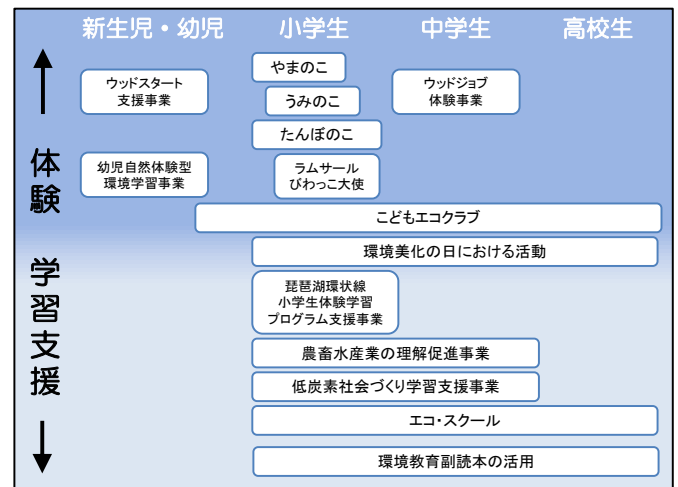 新生児・幼児 小学生 中学生 高校生
体験
学習支援
やまのこ
ウッドスタート
支援事業
うみのこ
ウッドジョブ
体験事業
たんぼのこ
幼児自然体験型
環境学習事業
ラムサール
びわっこ大使
こどもエコクラブ
環境美化の日における活動
琵琶湖環状線
小学生体験学習
プログラム支援事業
農畜水産業の理解促進事業
低炭素社会づくり学習支援事業
エコ・スクール
環境教育副読本の活用